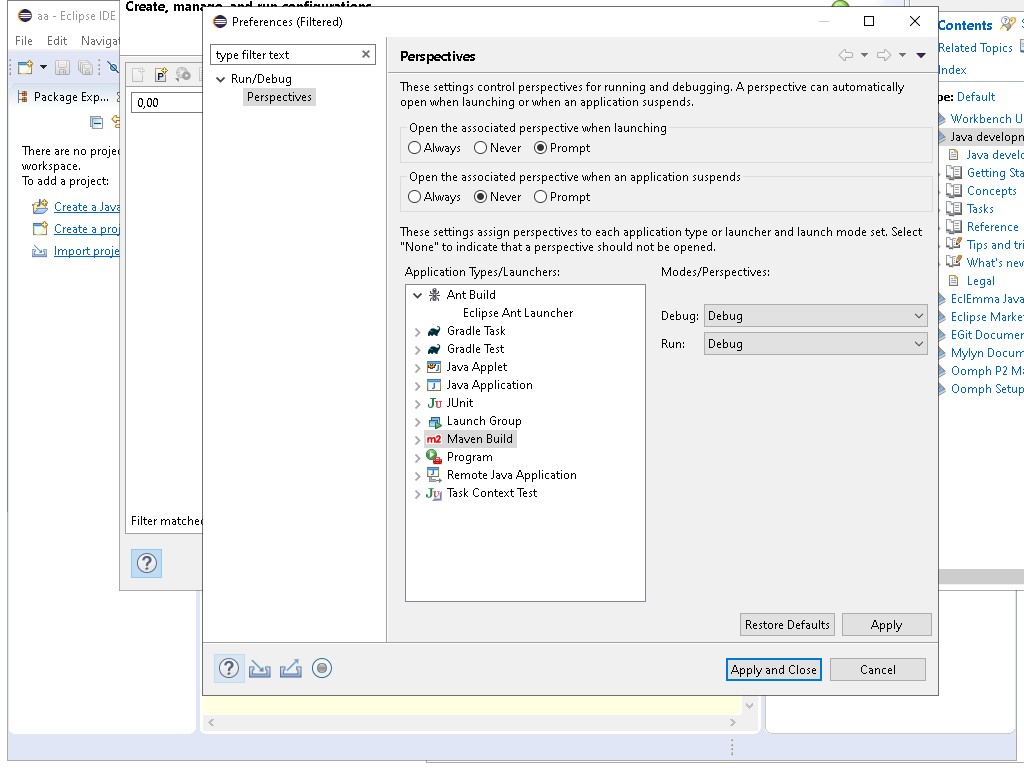 aa - Eclipse IDE
File Edit Navigat
Package Exp...
There are no proje
workspace.
To add a project:
Create a Java
Create a proj
Import proje
Create, manage, and run configurations
0,00
Filter matched
Preferences (Filtered)
type filter text
Run/Debug
Perspectives
Perspectives
These settings control perspectives for running and debugging. A perspective can automatically
open when launching or when an application suspends.
Open the associated perspective when launching
Always Never Prompt
Open the associated perspective when an application suspends
Always Never Prompt
These settings assign perspectives to each application type or launcher and launch mode set. Select
"None" to indicate that a perspective should not be opened.
Application Types/Launchers:
Ant Build
Eclipse Ant Launcher
Gradle Task
Gradle Test
Java Applet
Java Application
JUnit
Launch Group
m2 Maven Build
Program
Remote Java Application
Task Context Test
Modes/Perspectives:
Debug: Debug
Run: Debug
Restore Defaults Apply
Apply and Close Cancel
Contents
Related Topics
Index
pe: Default
Workbench U
Java developn
Java develo
Getting Sta
Concepts
Tasks
Reference
Tips and tri
What's new
Legal
EclEmma Java
Eclipse Marke
EGit Documen
Mylyn Docum
Oomph P2 Ma
Oomph Setup